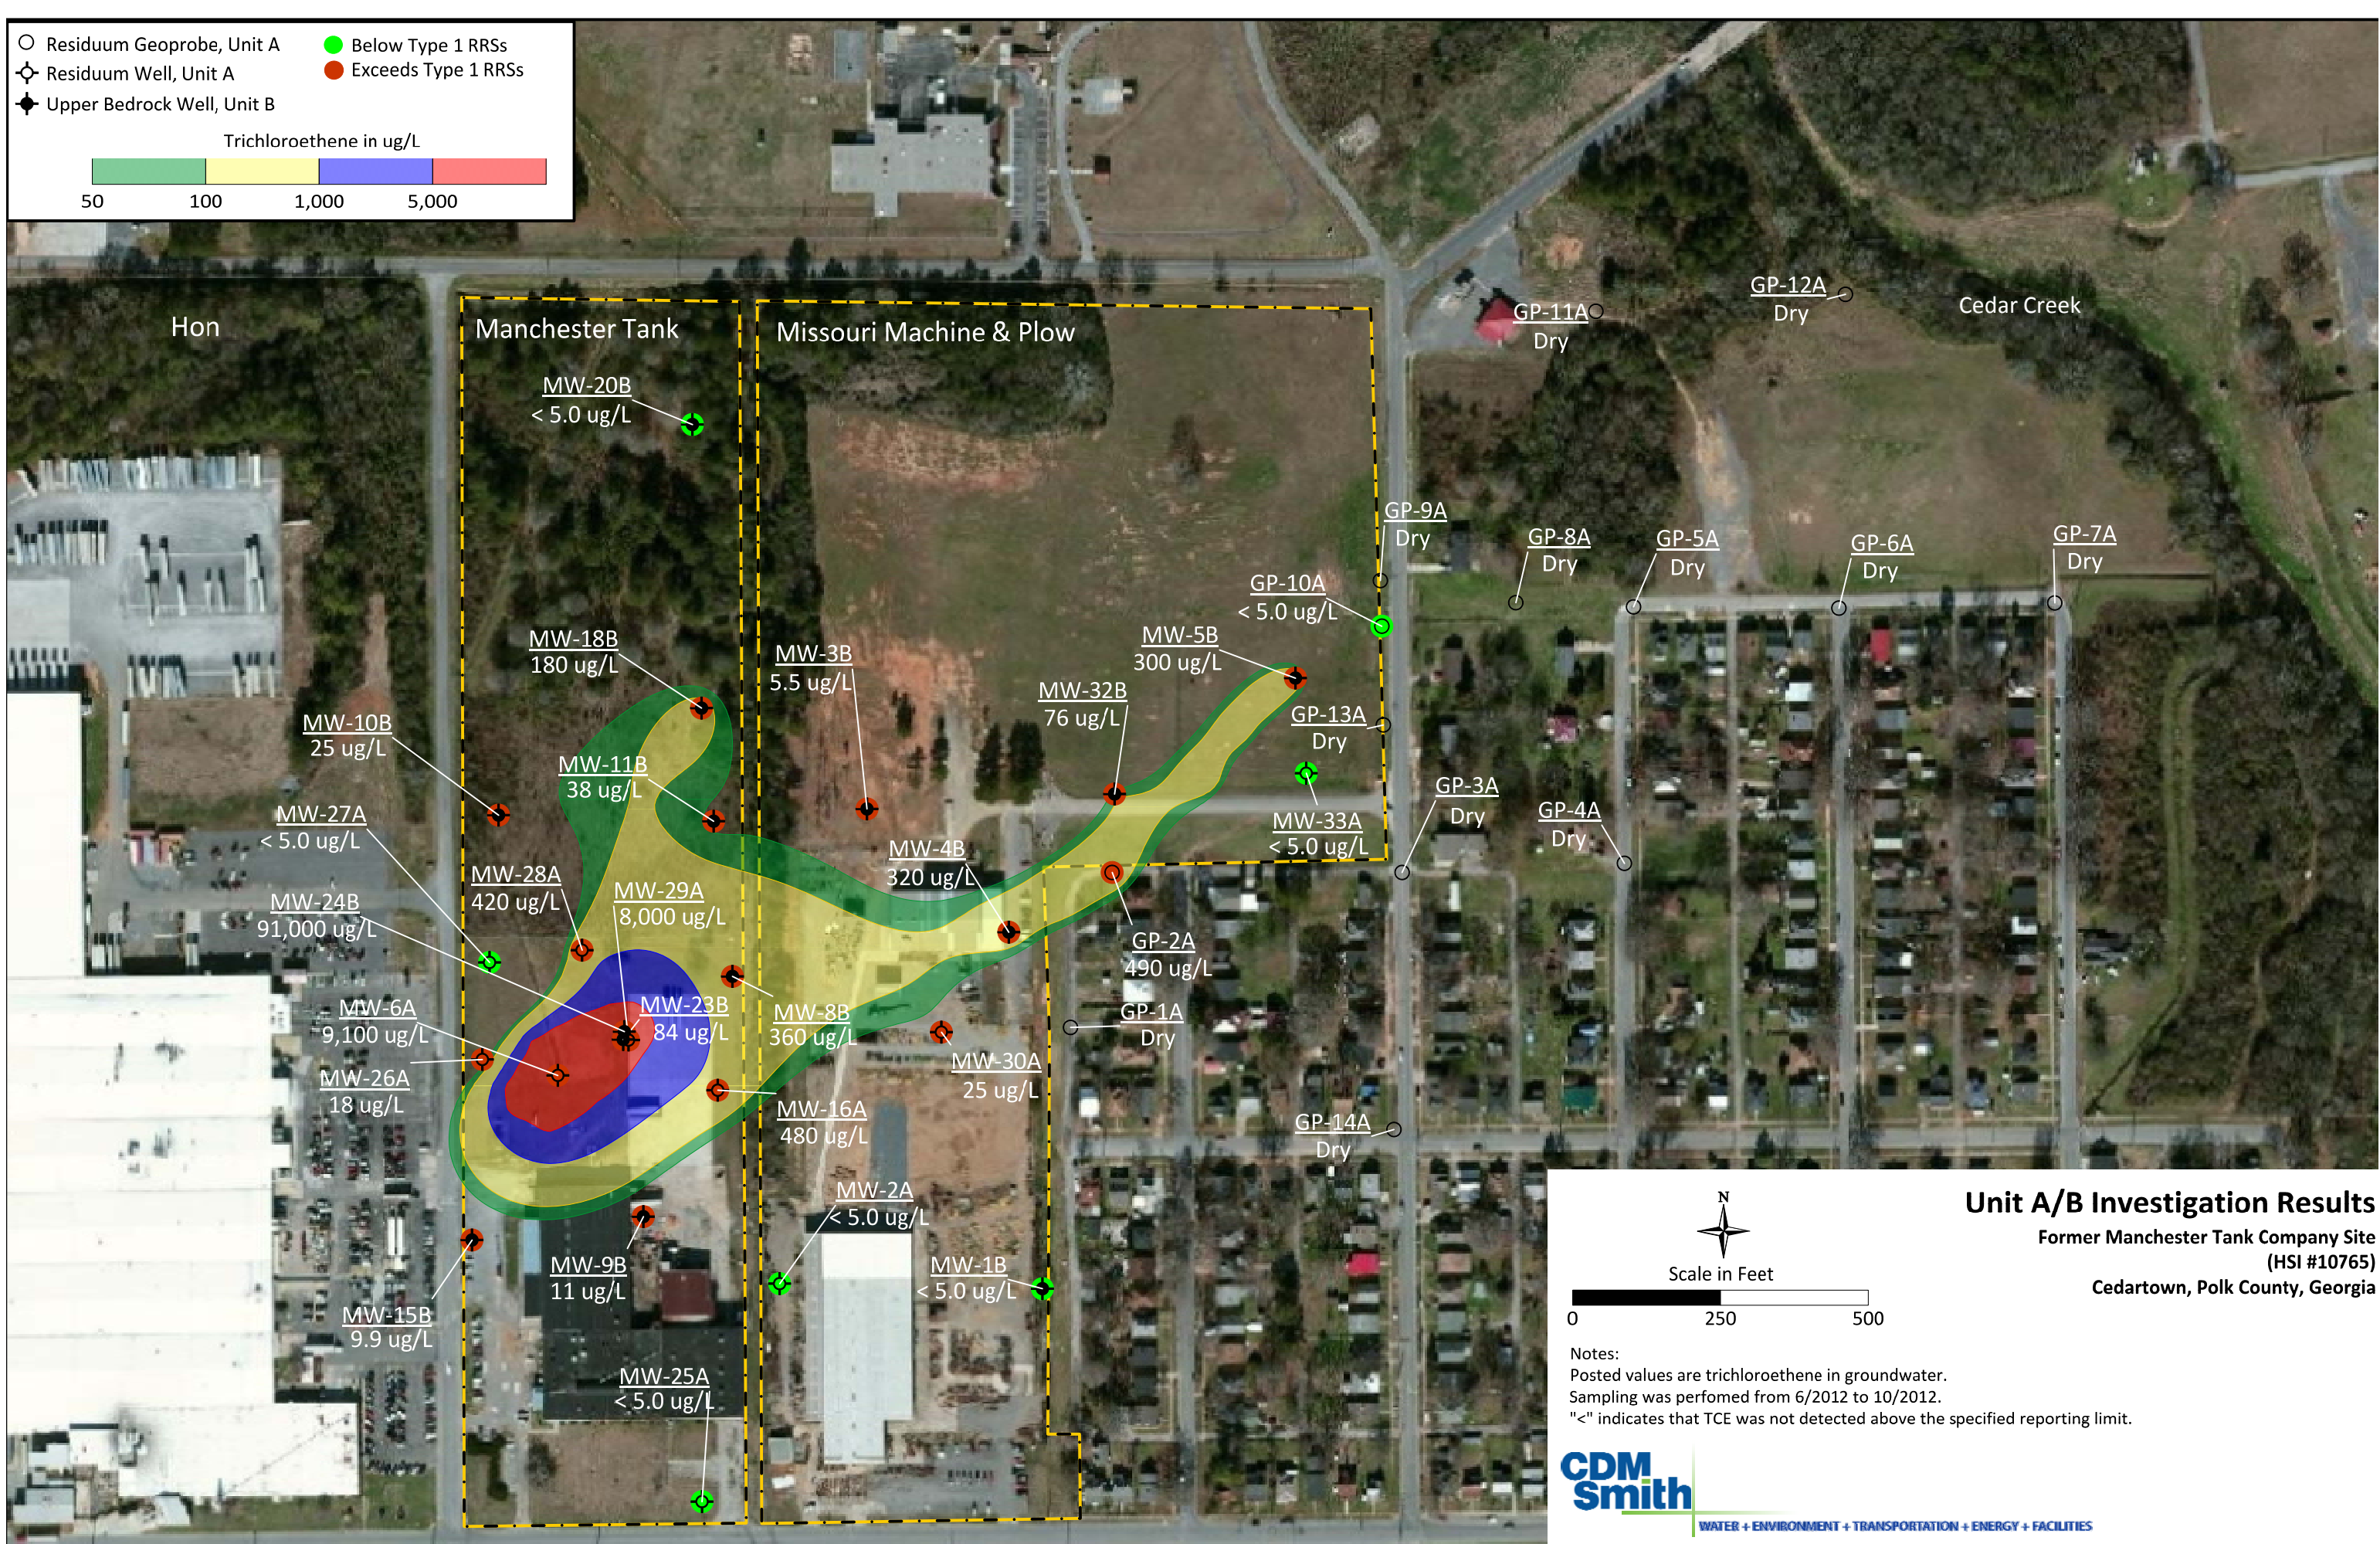 Residuum Geoprobe, Unit A
Residuum Well, Unit A
Upper Bedrock Well, Unit B
Below Type 1 RRSs
Exceeds Type 1 RRSs
Trichloroethene in ug/L
50 100 1,000 5,000
Hon
Manchester Tank
Missouri Machine & Plow
Cedar Creek
GP-12A
Dry
GP-11A
Dry
MW-20B
< 5.0 ug/L
GP-9A
Dry
GP-8A
Dry
GP-5A
Dry
GP-6A
Dry
GP-7A
Dry
GP-10A
< 5.0 ug/L
MW-18B
180 ug/L
MW-3B
5.5 ug/L
MW-5B
300 ug/L
MW-32B
76 ug/L
GP-13A
Dry
MW-10B
25 ug/L
MW-11B
38 ug/L
MW-27A
< 5.0 ug/L
MW-33A
< 5.0 ug/L
GP-3A
Dry
GP-4A
Dry
MW-4B
320 ug/L
MW-28A
420 ug/L
MW-29A
8,000 ug/L
MW-24B
91,000 ug/L
GP-2A
490 ug/L
MW-6A
9,100 ug/L
MW-23B
84 ug/L
MW-8B
360 ug/L
GP-1A
Dry
MW-30A
25 ug/L
MW-26A
18 ug/L
MW-16A
480 ug/L
GP-14A
Dry
MW-2A
< 5.0 ug/L
MW-9B
11 ug/L
MW-1B
< 5.0 ug/L
MW-15B
9.9 ug/L
MW-25A
< 5.0 ug/L
N
Scale in Feet
0 250 500
Unit A/B Investigation Results
Former Manchester Tank Company Site
(HSI #10765)
Cedartown, Polk County, Georgia
Notes:
Posted values are trichloroethene in groundwater.
Sampling was perfomed from 6/2012 to 10/2012.
"<" indicates that TCE was not detected above the specified reporting limit.
CDM
Smith
WATER + ENVIRONMENT + TRANSPORTATION + ENERGY + FACILITIES